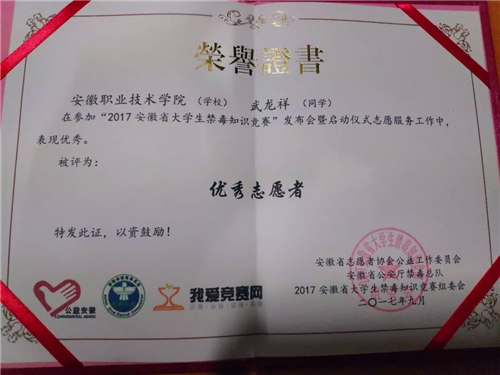 榮譽證書
安徽职业技术学院（学校） 武龙祥（同学）
在参加“2017安徽省大学生禁毒知识竞赛”发布会暨启动仪式志愿服务工作中，
表现优秀。
被评为：
优秀志愿者
特发此证，以资鼓励！
安徽省志愿者协会公益工作委员会
安徽省公安厅禁毒总队
2017安徽省大学生禁毒知识竞赛组委会
二〇一七年九月
公益安徽
我爱竞赛网